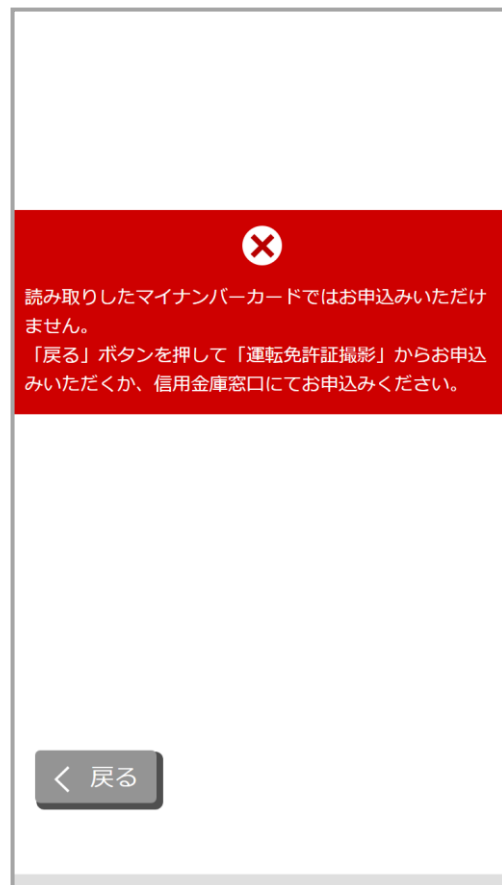 読み取りしたマイナンバーカードではお申込みいただけ
ません。
「戻る」ボタンを押して「運転免許証撮影」からお申込
みいただくか、信用金庫窓口にてお申込みください。
戻る